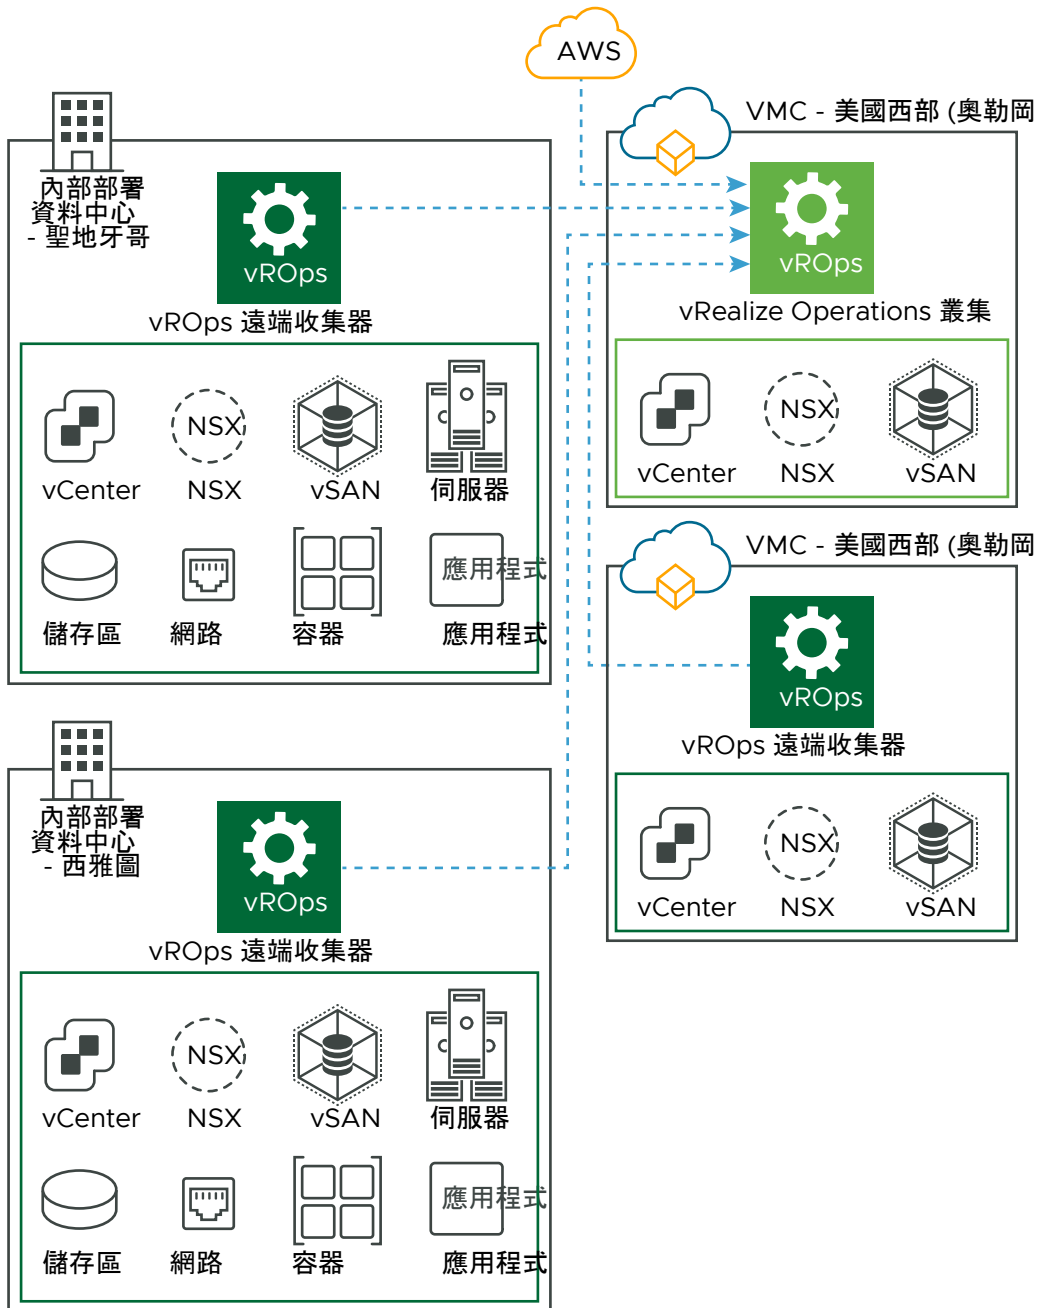 AWS
內部部署
資料中心
- 聖地牙哥
vROps
vROps 遠端收集器
vCenter
NSX
NSX
vSAN
伺服器
儲存區
網路
容器
應用程式
應用程式
VMC - 美國西部 (奧勒岡
vROps
vRealize Operations 叢集
vCenter
NSX
NSX
vSAN
VMC - 美國西部 (奧勒岡
vROps
vROps 遠端收集器
vCenter
NSX
NSX
vSAN
內部部署
資料中心
- 西雅圖
vROps
vROps 遠端收集器
vCenter
NSX
NSX
vSAN
伺服器
儲存區
網路
容器
應用程式
應用程式